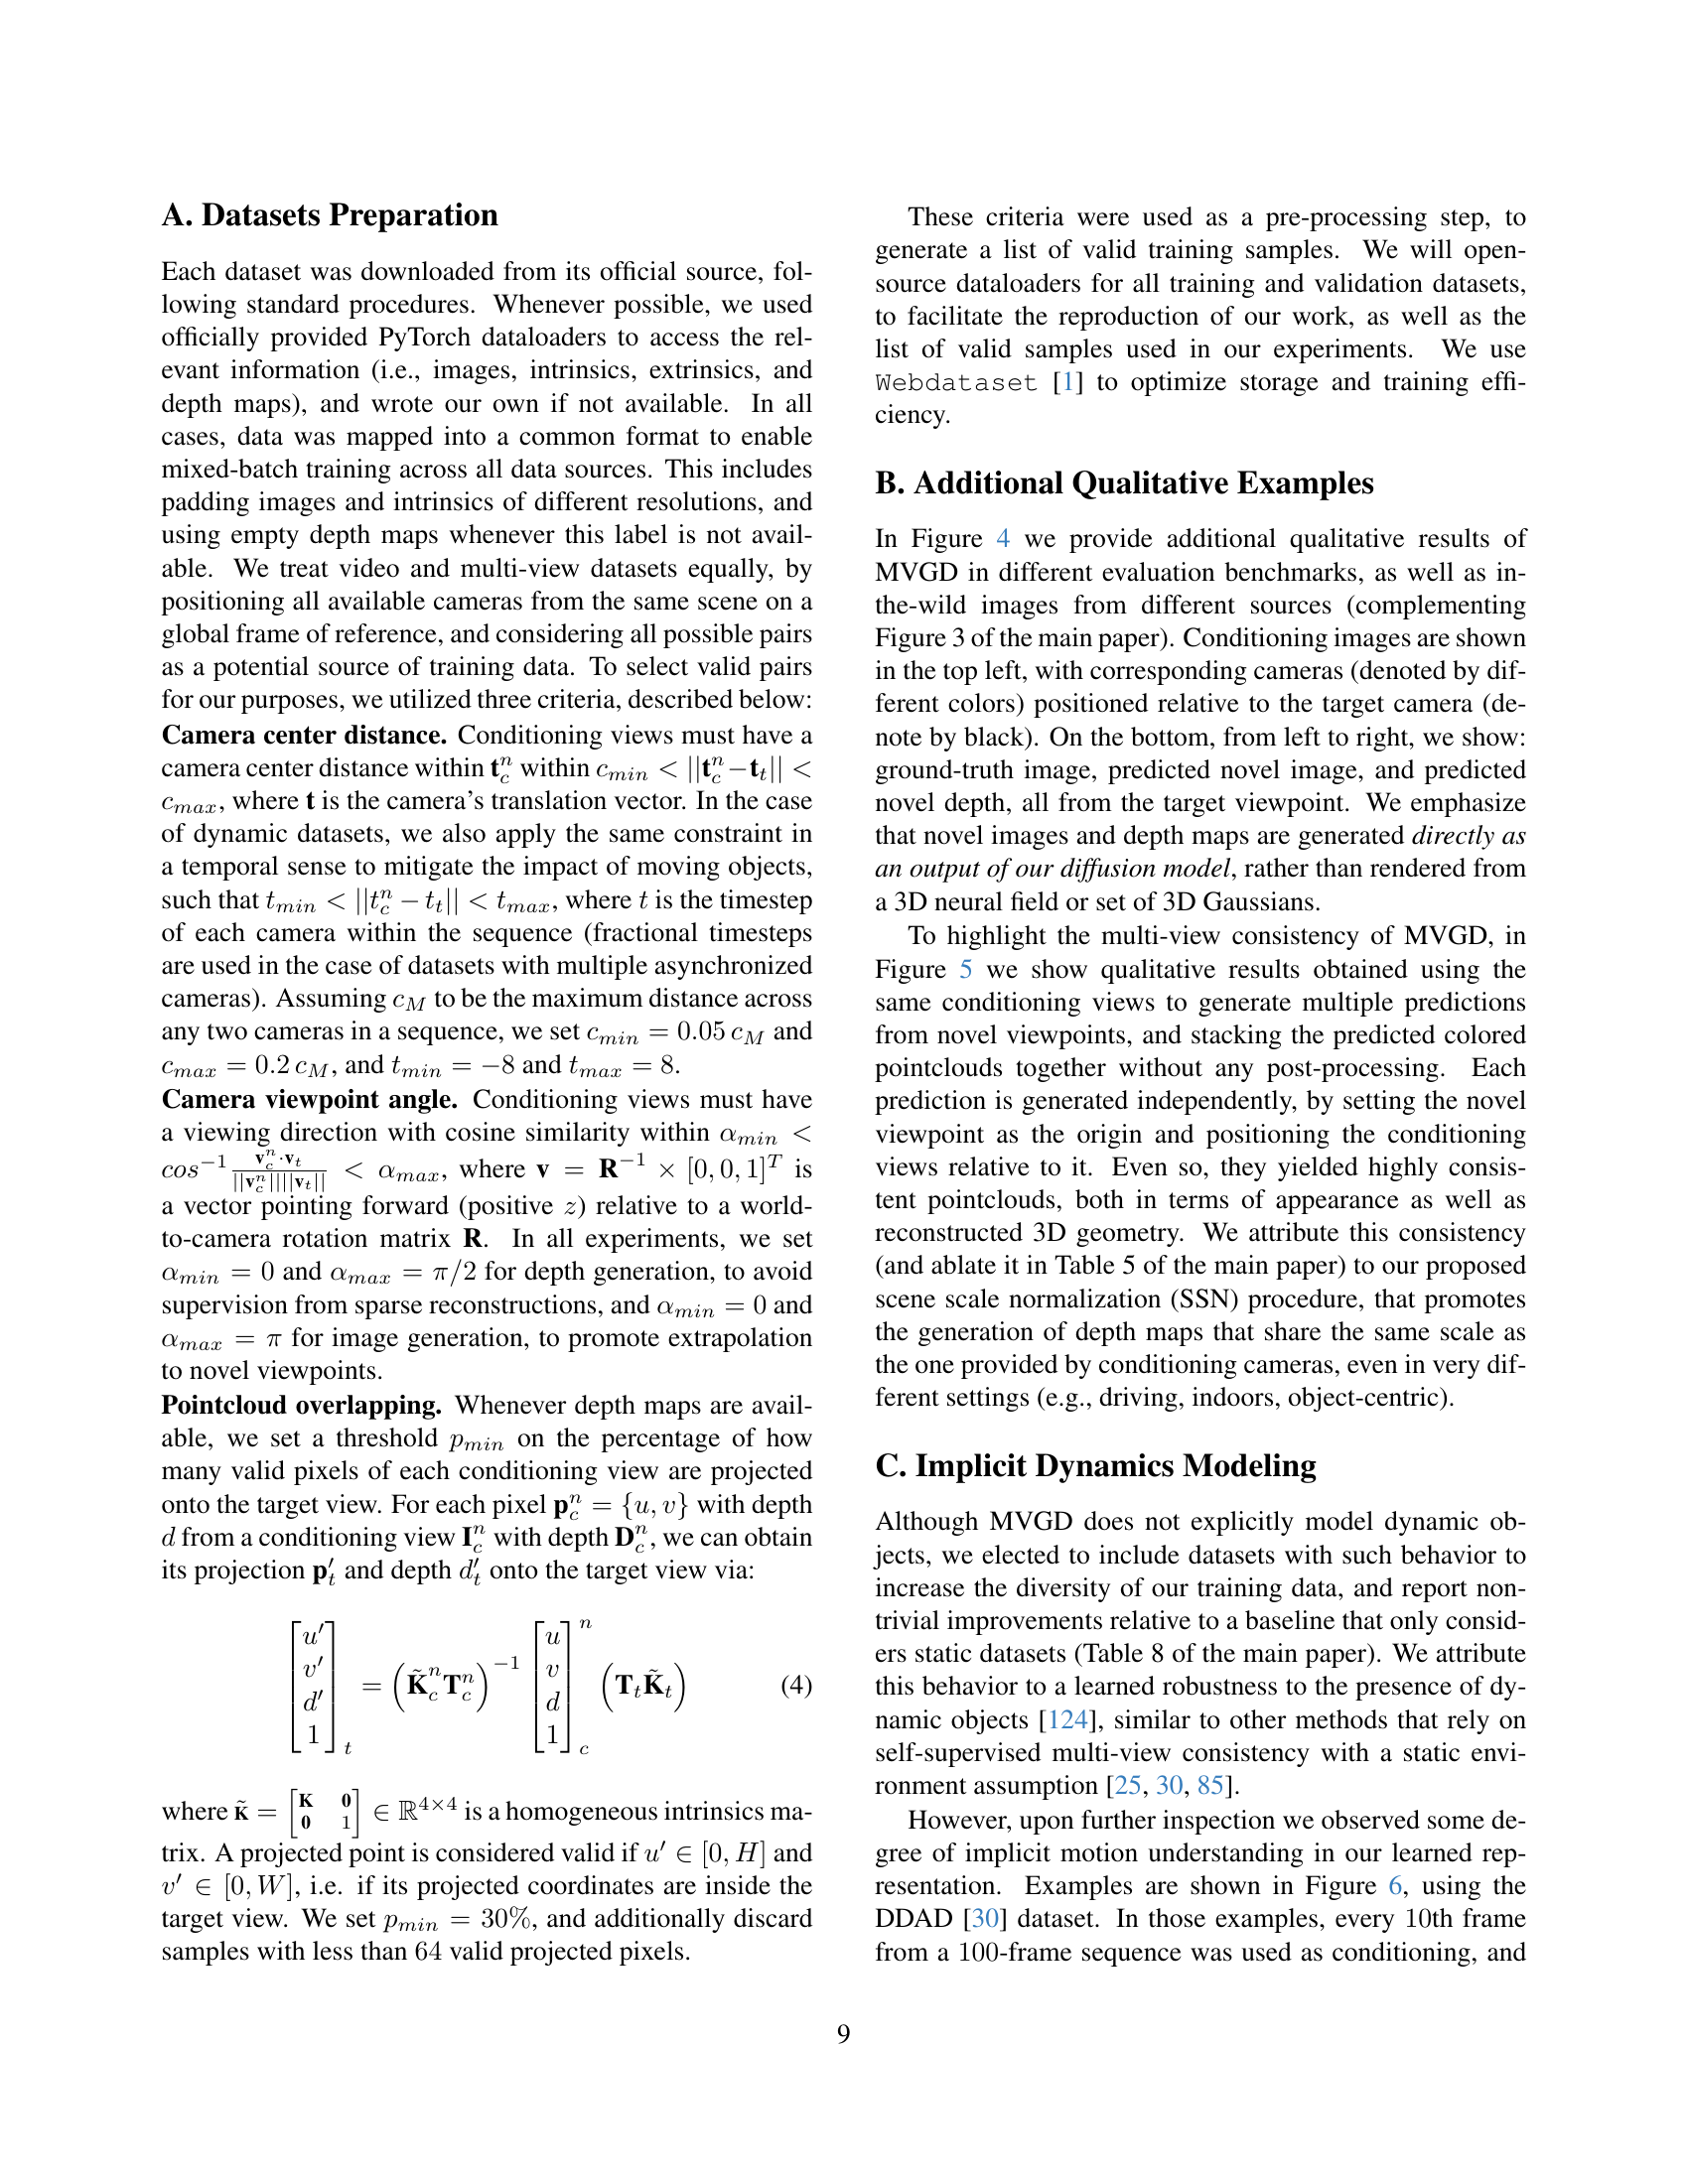 A. Datasets Preparation
Each dataset was downloaded from its official source, fol-
lowing standard procedures. Whenever possible, we used
officially provided PyTorch dataloaders to access the rel-
evant information (i.e., images, intrinsics, extrinsics, and
depth maps), and wrote our own if not available. In all
cases, data was mapped into a common format to enable
mixed-batch training across all data sources. This includes
padding images and intrinsics of different resolutions, and
using empty depth maps whenever this label is not avail-
able. We treat video and multi-view datasets equally, by
positioning all available cameras from the same scene on a
global frame of reference, and considering all possible pairs
as a potential source of training data. To select valid pairs
for our purposes, we utilized three criteria, described below:
Camera center distance. Conditioning views must have a
camera center distance within $\mathbf{t}_c^n$ within $c_{min} < ||\mathbf{t}_c^n - \mathbf{t}_t|| <$
$c_{max}$, where $\mathbf{t}$ is the camera's translation vector. In the case
of dynamic datasets, we also apply the same constraint in
a temporal sense to mitigate the impact of moving objects,
such that $t_{min} < ||t_c^n - t_t|| < t_{max}$, where $t$ is the timestep
of each camera within the sequence (fractional timesteps
are used in the case of datasets with multiple asynchronized
cameras). Assuming $c_M$ to be the maximum distance across
any two cameras in a sequence, we set $c_{min} = 0.05\,c_M$ and
$c_{max} = 0.2\,c_M$, and $t_{min} = -8$ and $t_{max} = 8$.
Camera viewpoint angle. Conditioning views must have
a viewing direction with cosine similarity within $\alpha_{min} <$
$cos^{-1} \frac{\mathbf{v}_c^n \cdot \mathbf{v}_t}{||\mathbf{v}_c^n||||\mathbf{v}_t||} < \alpha_{max}$, where $\mathbf{v} = \mathbf{R}^{-1} \times [0, 0, 1]^T$ is
a vector pointing forward (positive $z$) relative to a world-
to-camera rotation matrix $\mathbf{R}$. In all experiments, we set
$\alpha_{min} = 0$ and $\alpha_{max} = \pi/2$ for depth generation, to avoid
supervision from sparse reconstructions, and $\alpha_{min} = 0$ and
$\alpha_{max} = \pi$ for image generation, to promote extrapolation
to novel viewpoints.
Pointcloud overlapping. Whenever depth maps are avail-
able, we set a threshold $p_{min}$ on the percentage of how
many valid pixels of each conditioning view are projected
onto the target view. For each pixel $\mathbf{p}_c^n = \{u, v\}$ with depth
$d$ from a conditioning view $\mathbf{I}_c^n$ with depth $\mathbf{D}_c^n$, we can obtain
its projection $\mathbf{p}_t'$ and depth $d_t'$ onto the target view via:
$\begin{bmatrix} u' \\ v' \\ d' \\ 1 \end{bmatrix}_t = \left(\tilde{\mathbf{K}}_c^n \mathbf{T}_c^n\right)^{-1} \begin{bmatrix} u \\ v \\ d \\ 1 \end{bmatrix}_c^n \left(\mathbf{T}_t \tilde{\mathbf{K}}_t\right)$ (4)
where $\tilde{\mathbf{K}} = \begin{bmatrix} \mathbf{K} & \mathbf{0} \\ \mathbf{0} & 1 \end{bmatrix} \in \mathbb{R}^{4 \times 4}$ is a homogeneous intrinsics ma-
trix. A projected point is considered valid if $u' \in [0, H]$ and
$v' \in [0, W]$, i.e. if its projected coordinates are inside the
target view. We set $p_{min} = 30\%$, and additionally discard
samples with less than 64 valid projected pixels.
These criteria were used as a pre-processing step, to
generate a list of valid training samples. We will open-
source dataloaders for all training and validation datasets,
to facilitate the reproduction of our work, as well as the
list of valid samples used in our experiments. We use
Webdataset [1] to optimize storage and training effi-
ciency.
B. Additional Qualitative Examples
In Figure 4 we provide additional qualitative results of
MVGD in different evaluation benchmarks, as well as in-
the-wild images from different sources (complementing
Figure 3 of the main paper). Conditioning images are shown
in the top left, with corresponding cameras (denoted by dif-
ferent colors) positioned relative to the target camera (de-
note by black). On the bottom, from left to right, we show:
ground-truth image, predicted novel image, and predicted
novel depth, all from the target viewpoint. We emphasize
that novel images and depth maps are generated directly as
an output of our diffusion model, rather than rendered from
a 3D neural field or set of 3D Gaussians.
To highlight the multi-view consistency of MVGD, in
Figure 5 we show qualitative results obtained using the
same conditioning views to generate multiple predictions
from novel viewpoints, and stacking the predicted colored
pointclouds together without any post-processing. Each
prediction is generated independently, by setting the novel
viewpoint as the origin and positioning the conditioning
views relative to it. Even so, they yielded highly consis-
tent pointclouds, both in terms of appearance as well as
reconstructed 3D geometry. We attribute this consistency
(and ablate it in Table 5 of the main paper) to our proposed
scene scale normalization (SSN) procedure, that promotes
the generation of depth maps that share the same scale as
the one provided by conditioning cameras, even in very dif-
ferent settings (e.g., driving, indoors, object-centric).
C. Implicit Dynamics Modeling
Although MVGD does not explicitly model dynamic ob-
jects, we elected to include datasets with such behavior to
increase the diversity of our training data, and report non-
trivial improvements relative to a baseline that only consid-
ers static datasets (Table 8 of the main paper). We attribute
this behavior to a learned robustness to the presence of dy-
namic objects [124], similar to other methods that rely on
self-supervised multi-view consistency with a static envi-
ronment assumption [25, 30, 85].
However, upon further inspection we observed some de-
gree of implicit motion understanding in our learned rep-
resentation. Examples are shown in Figure 6, using the
DDAD [30] dataset. In those examples, every 10th frame
from a 100-frame sequence was used as conditioning, and
9